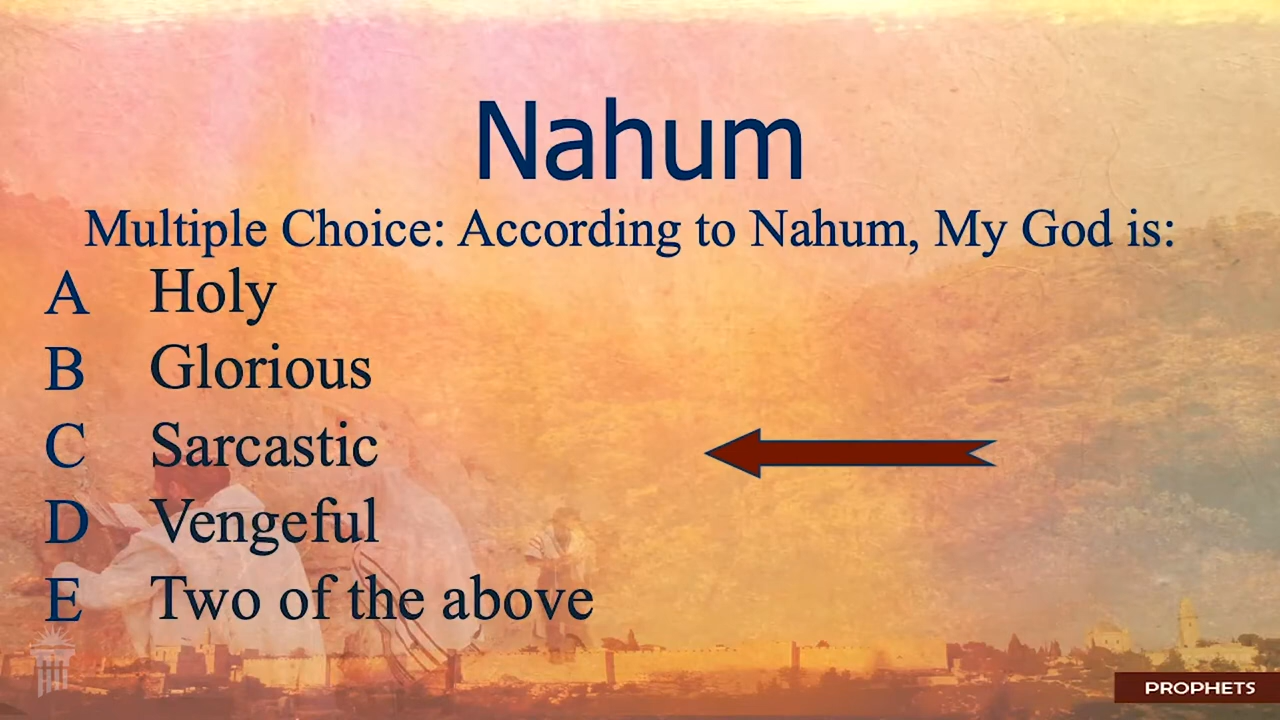 Nahum
Multiple Choice: According to Nahum, My God is:
A Holy
B Glorious
C Sarcastic
D Vengeful
E Two of the above
PROPHETS